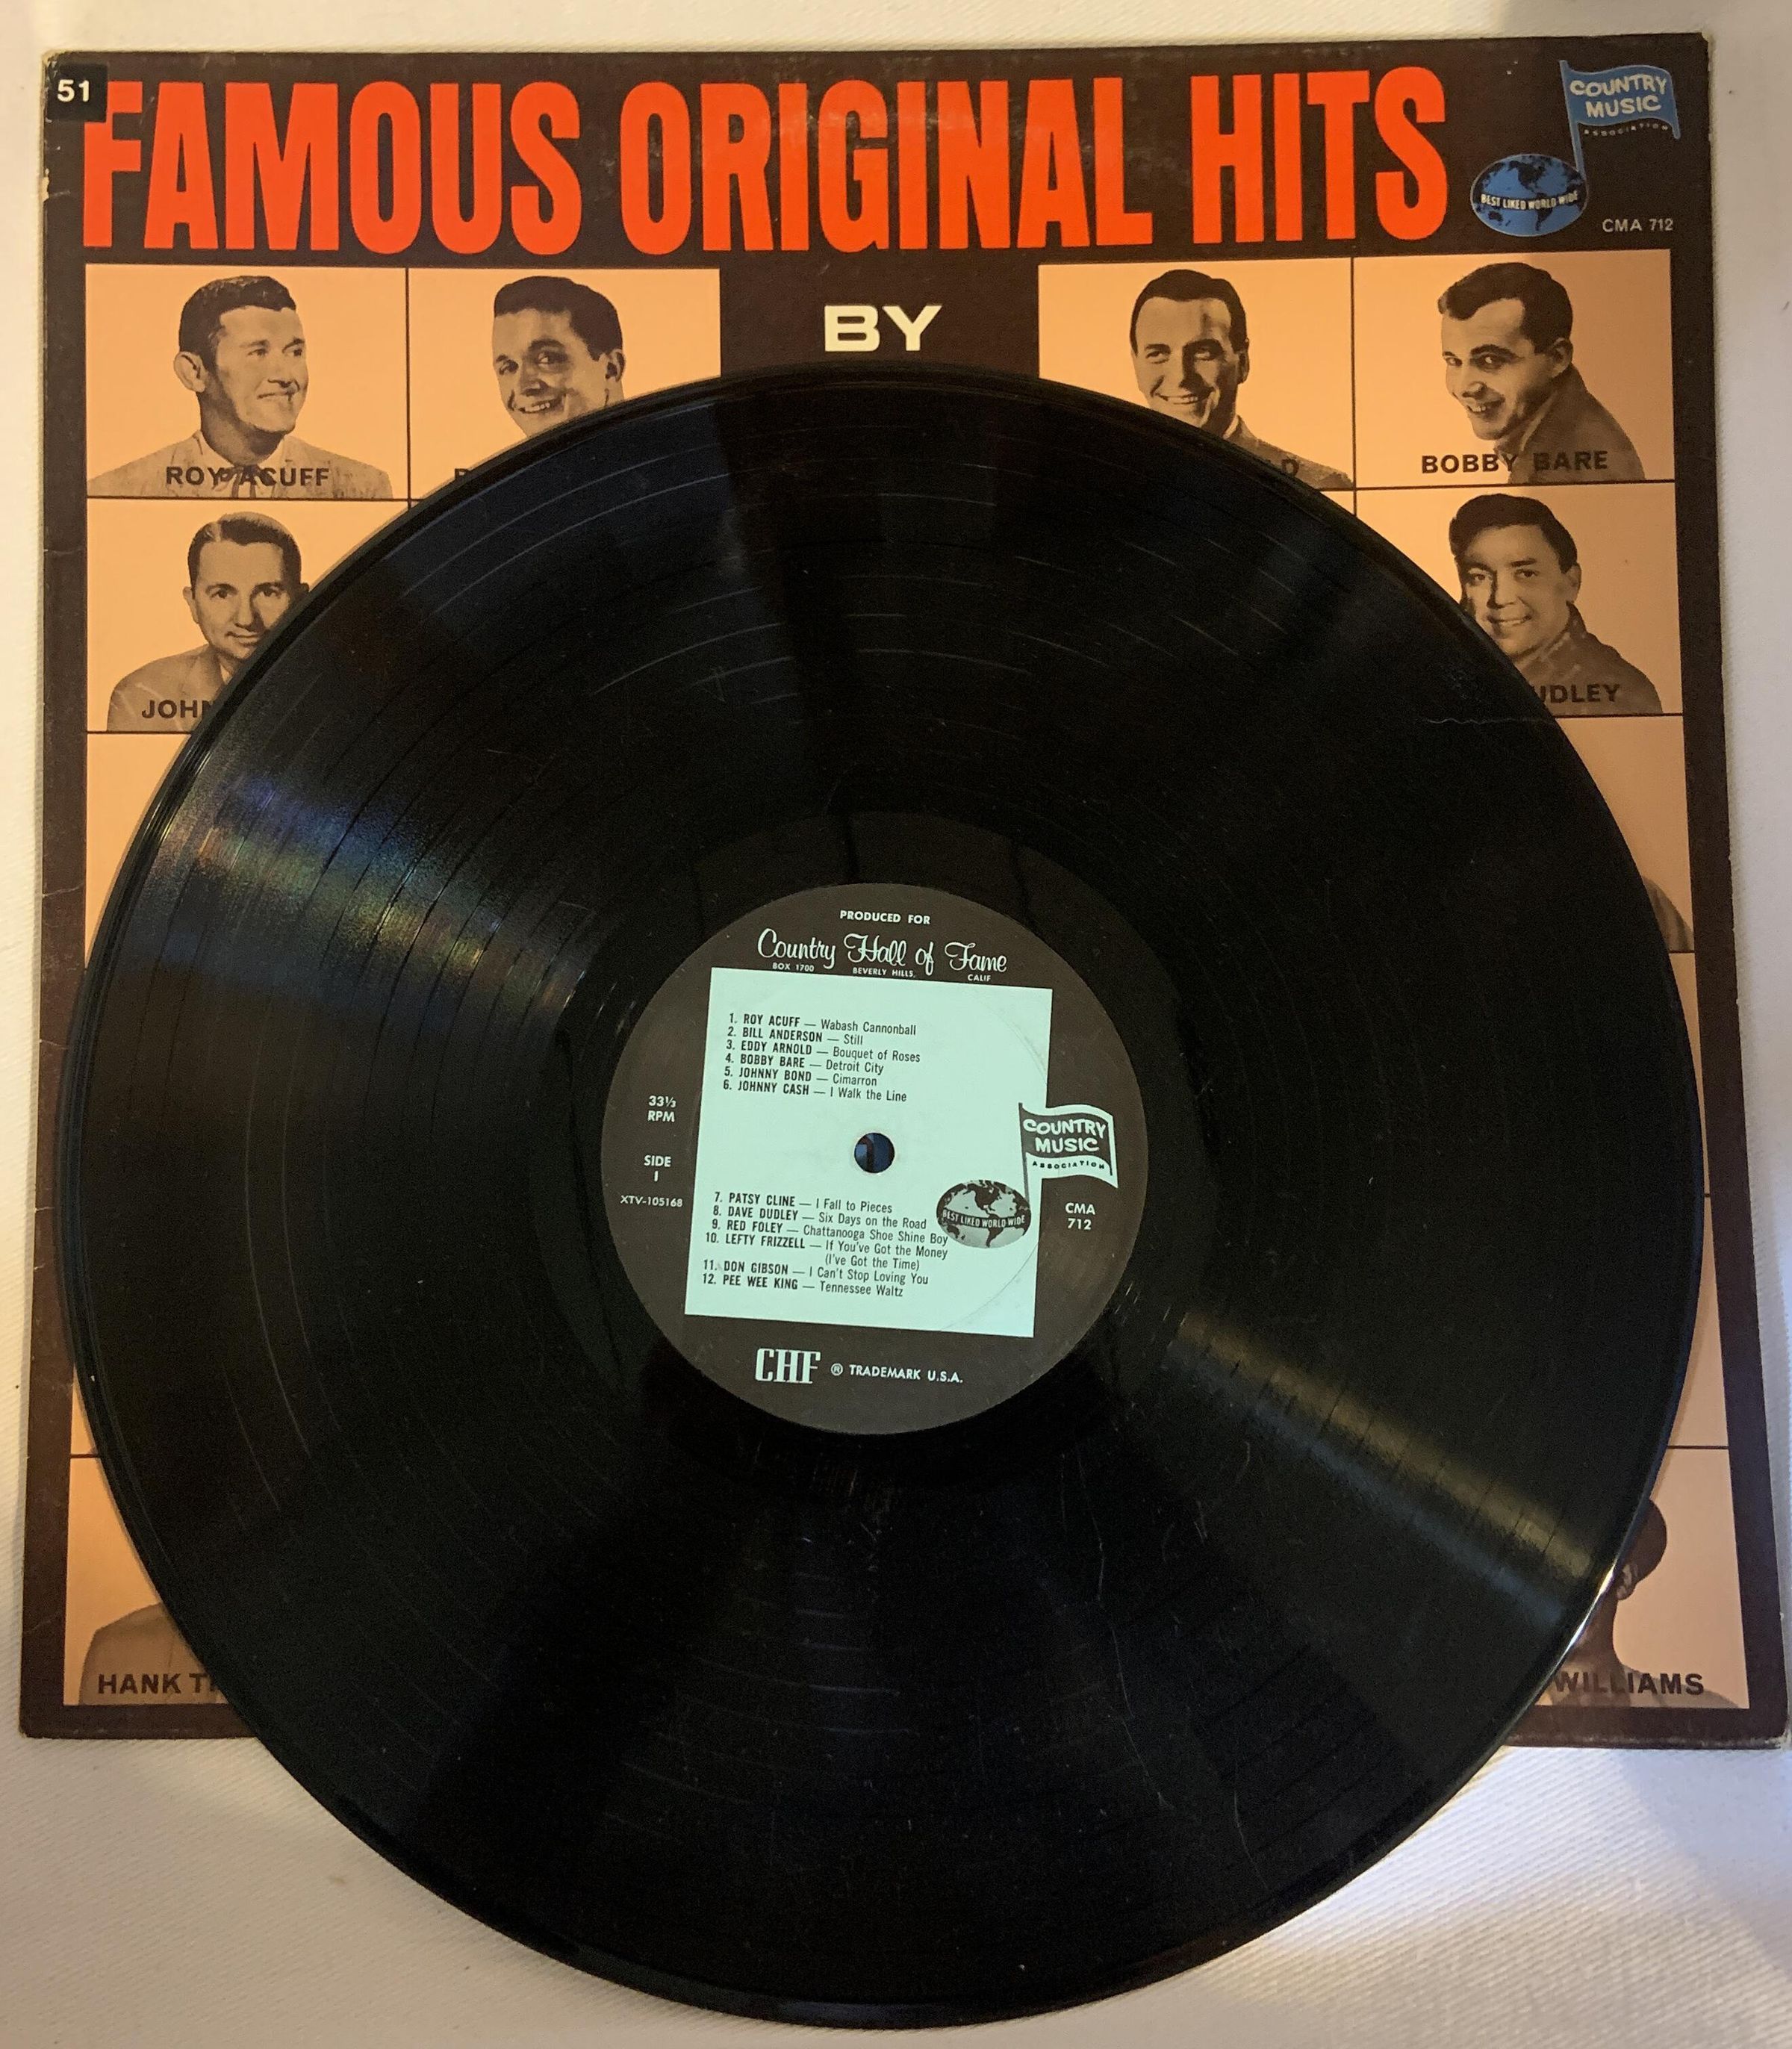 51
FAMOUS ORIGINAL HITS
COUNTRY
MUSIC
ASSOCIATION
BEST LIKED WORLD WIDE
CMA 712
BY
ROY ACUFF
BOBBY BARE
PRODUCED FOR
Country Hall of Fame
BOX 1700 BEVERLY HILLS, CALIF
1. ROY ACUFF — Wabash Cannonball
2. BILL ANDERSON — Still
3. EDDY ARNOLD — Bouquet of Roses
4. BOBBY BARE — Detroit City
5. JOHNNY BOND — Cimarron
6. JOHNNY CASH — I Walk the Line
33⅓
RPM
SIDE
I
XTV-105168
COUNTRY
MUSIC
ASSOCIATION
BEST LIKED WORLD WIDE
CMA
712
7. PATSY CLINE — I Fall to Pieces
8. DAVE DUDLEY — Six Days on the Road
9. RED FOLEY — Chattanooga Shoe Shine Boy
10. LEFTY FRIZZELL — If You've Got the Money
(I've Got the Time)
11. DON GIBSON — I Can't Stop Loving You
12. PEE WEE KING — Tennessee Waltz
CHF ® TRADEMARK U.S.A.
HANK
WILLIAMS